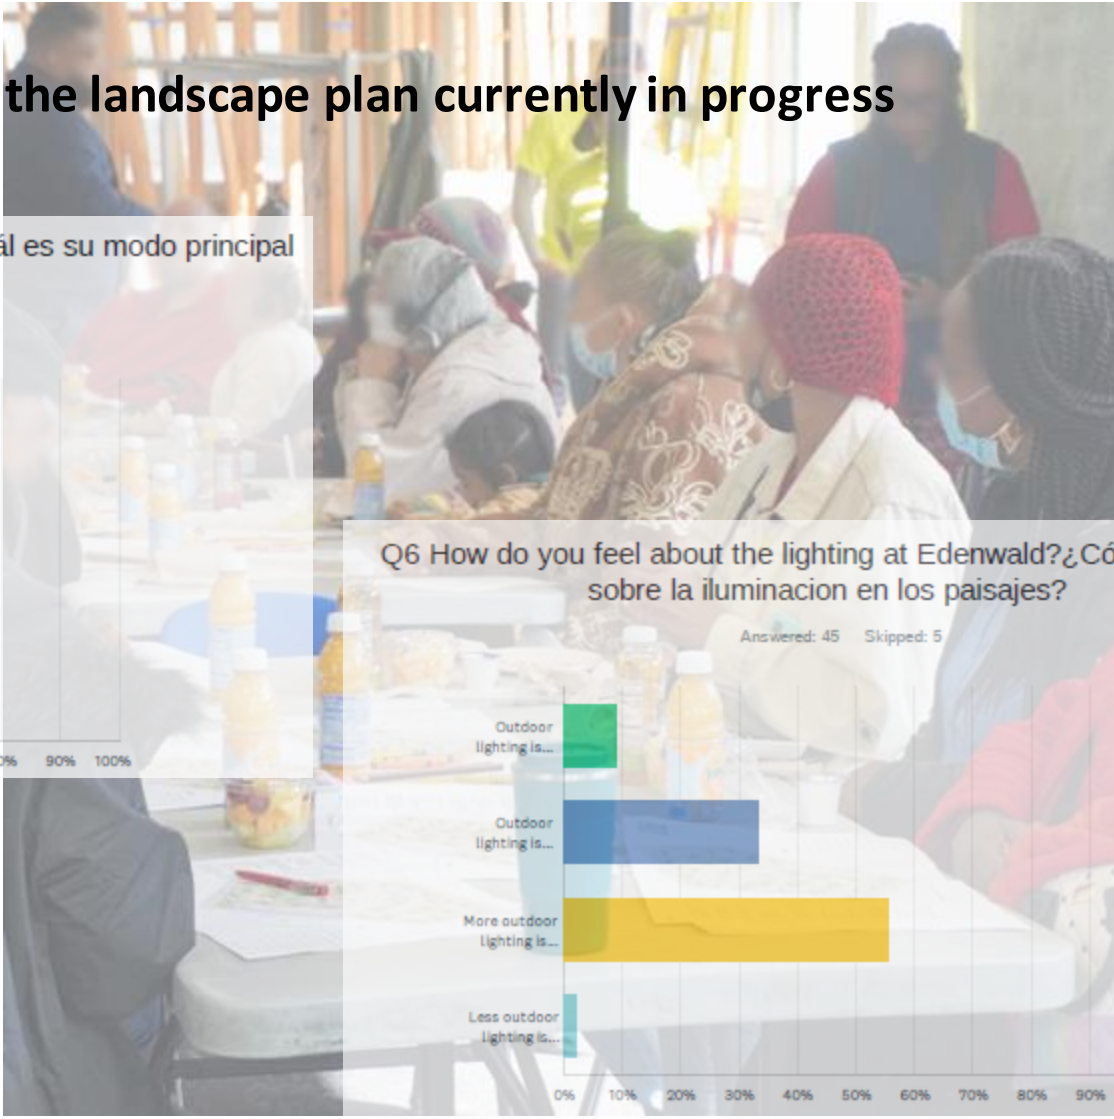 the landscape plan currently in progress
ál es su modo principal
0% 90% 100%
Q6 How do you feel about the lighting at Edenwald?¿Có
sobre la iluminacion en los paisajes?
Answered: 45 Skipped: 5
Outdoor
lighting is...
Outdoor
lighting is...
More outdoor
lighting is...
Less outdoor
lighting is...
0% 10% 20% 30% 40% 50% 60% 70% 80% 90%